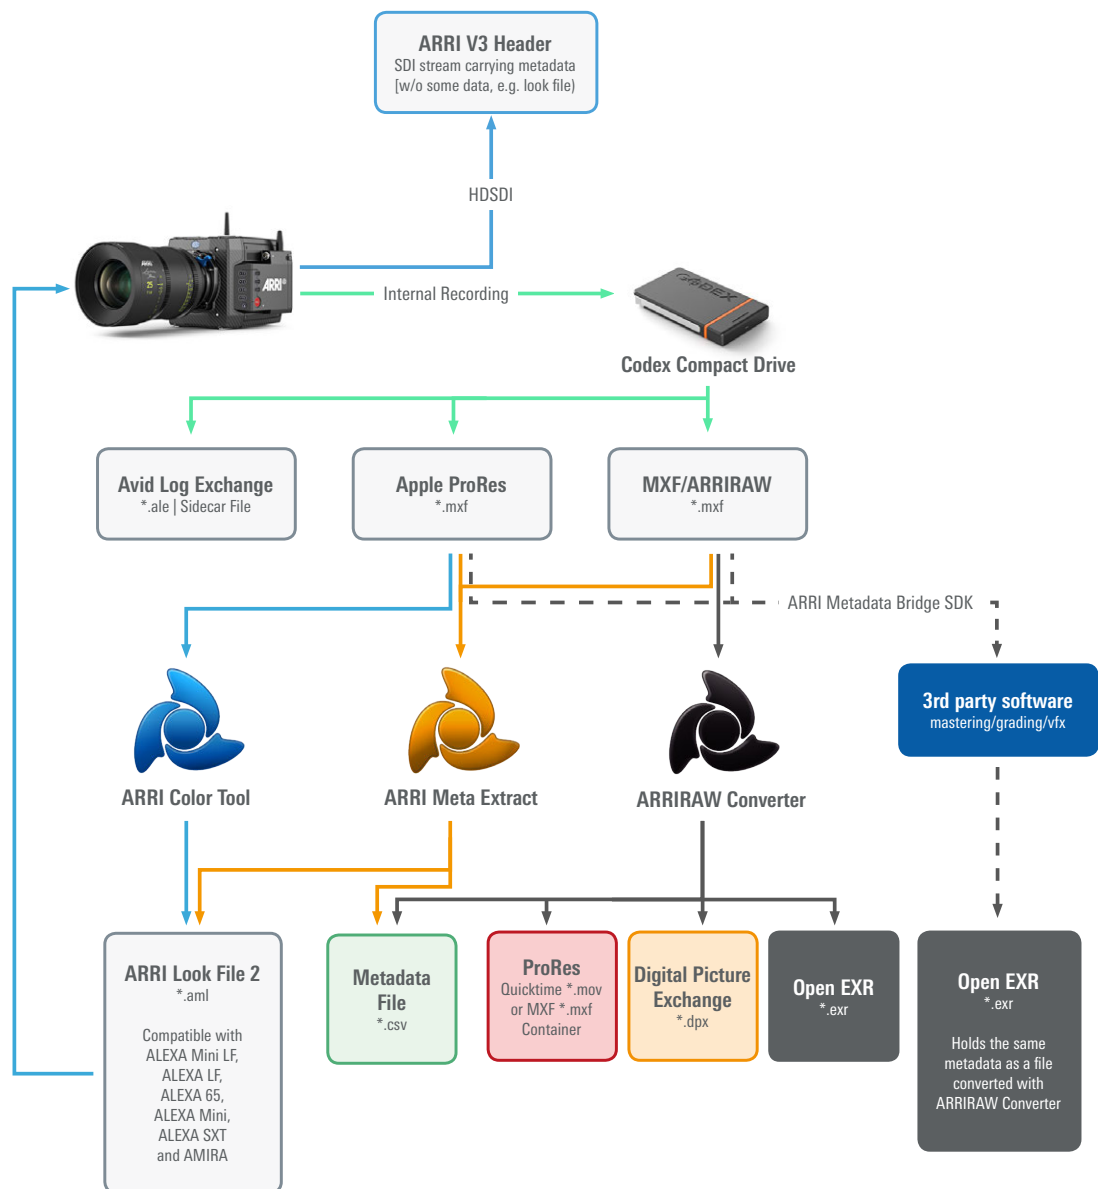 ARRI V3 Header
SDI stream carrying metadata
[w/o some data, e.g. look file)
HDSDI
ARRI
25
Internal Recording
CODEX
Codex Compact Drive
Avid Log Exchange
*.ale | Sidecar File
Apple ProRes
*.mxf
MXF/ARRIRAW
*.mxf
ARRI Metadata Bridge SDK
3rd party software
mastering/grading/vfx
ARRI Color Tool
ARRI Meta Extract
ARRIRAW Converter
ARRI Look File 2
*.aml
Compatible with
ALEXA Mini LF,
ALEXA LF,
ALEXA 65,
ALEXA Mini,
ALEXA SXT
and AMIRA
Metadata
File
*.csv
ProRes
Quicktime *.mov
or MXF *.mxf
Container
Digital Picture
Exchange
*.dpx
Open EXR
*.exr
Open EXR
*.exr
Holds the same
metadata as a file
converted with
ARRIRAW Converter